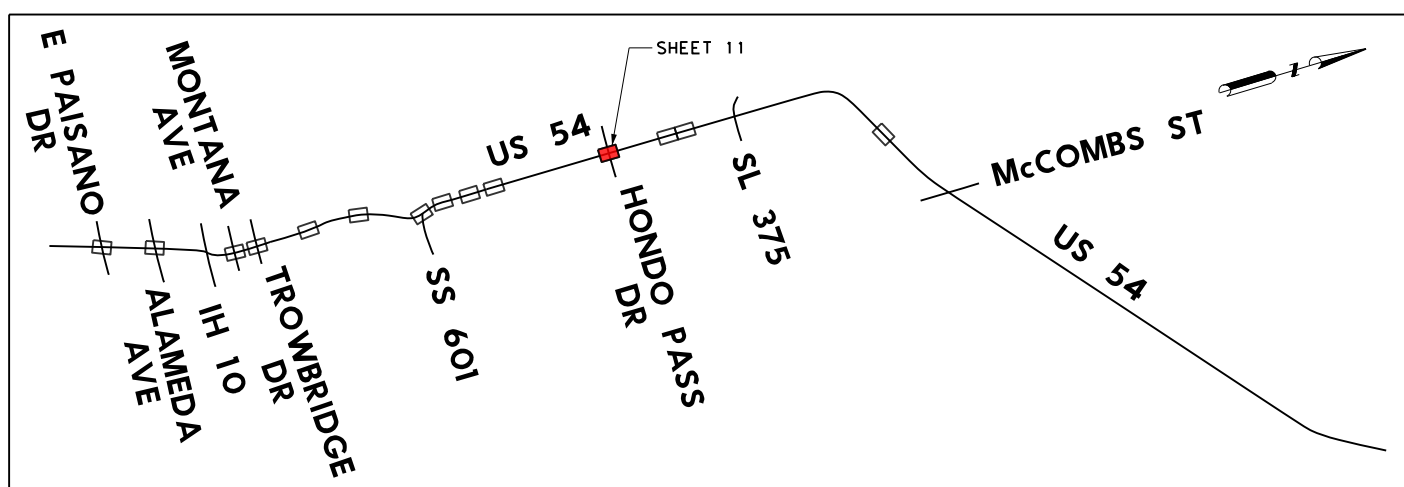 E PAISANO
DR
MONTANA
AVE
SHEET 11
US 54
McCOMBS ST
SL 375
HONDO PASS
DR
US 54
SS 601
TROWBRIDGE
DR
IH 10
ALAMEDA
AVE
Z